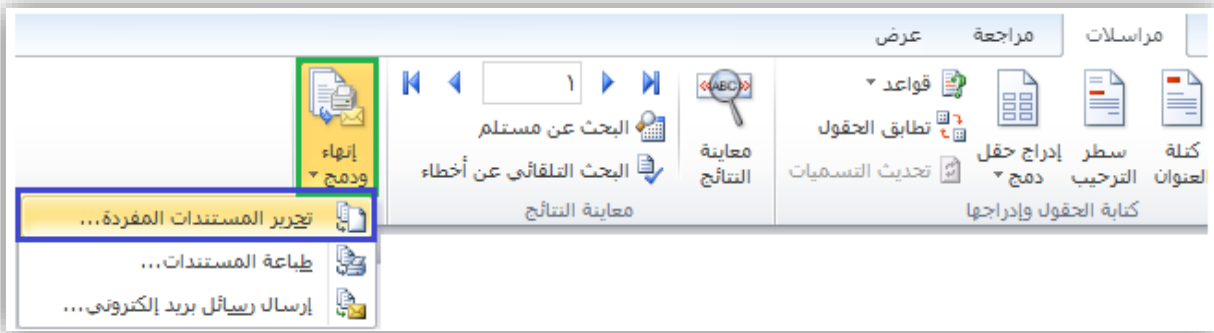 مراسلات
مراجعة
عرض
كتلة
العنوان
سطر
الترحيب
إدراج حقل
دمج
قواعد
تطابق الحقول
تحديث التسميات
كتابة الحقول وإدراجها
«ABC»
معاينة
النتائج
١
البحث عن مستلم
البحث التلقائي عن أخطاء
معاينة النتائج
إنهاء
ودمج
تحرير المستندات المفردة...
طباعة المستندات...
إرسال رسائل بريد إلكتروني...